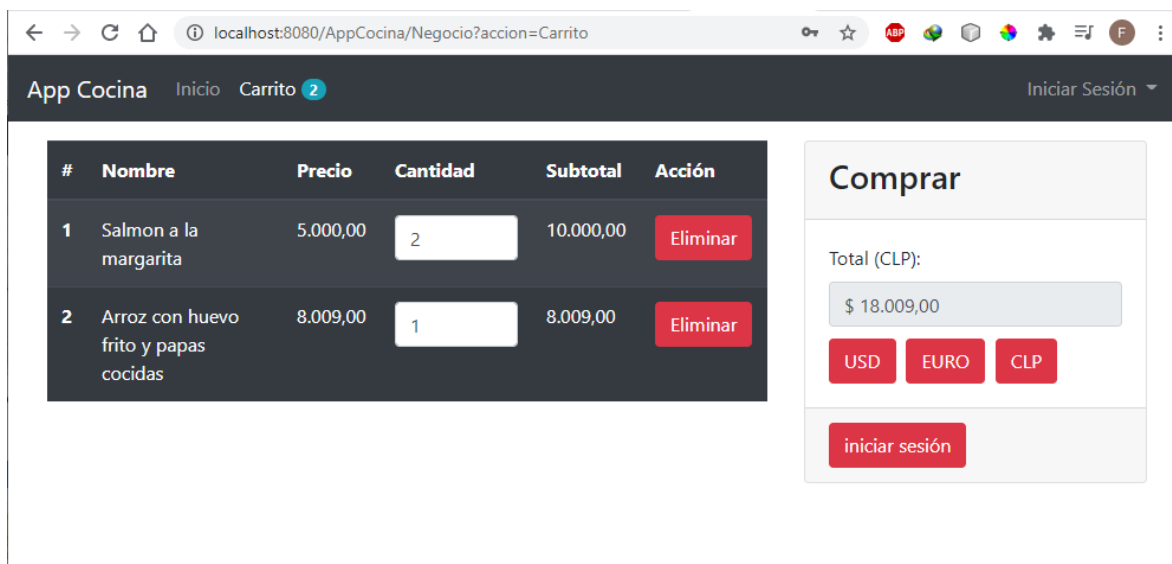 localhost:8080/AppCocina/Negocio?accion=Carrito
ABP
F
App Cocina Inicio Carrito 2 Iniciar Sesión
# Nombre Precio Cantidad Subtotal Acción
1 Salmon a la 5.000,00 2 10.000,00 Eliminar
margarita
2 Arroz con huevo 8.009,00 1 8.009,00 Eliminar
frito y papas
cocidas
Comprar
Total (CLP):
$ 18.009,00
USD EURO CLP
iniciar sesión